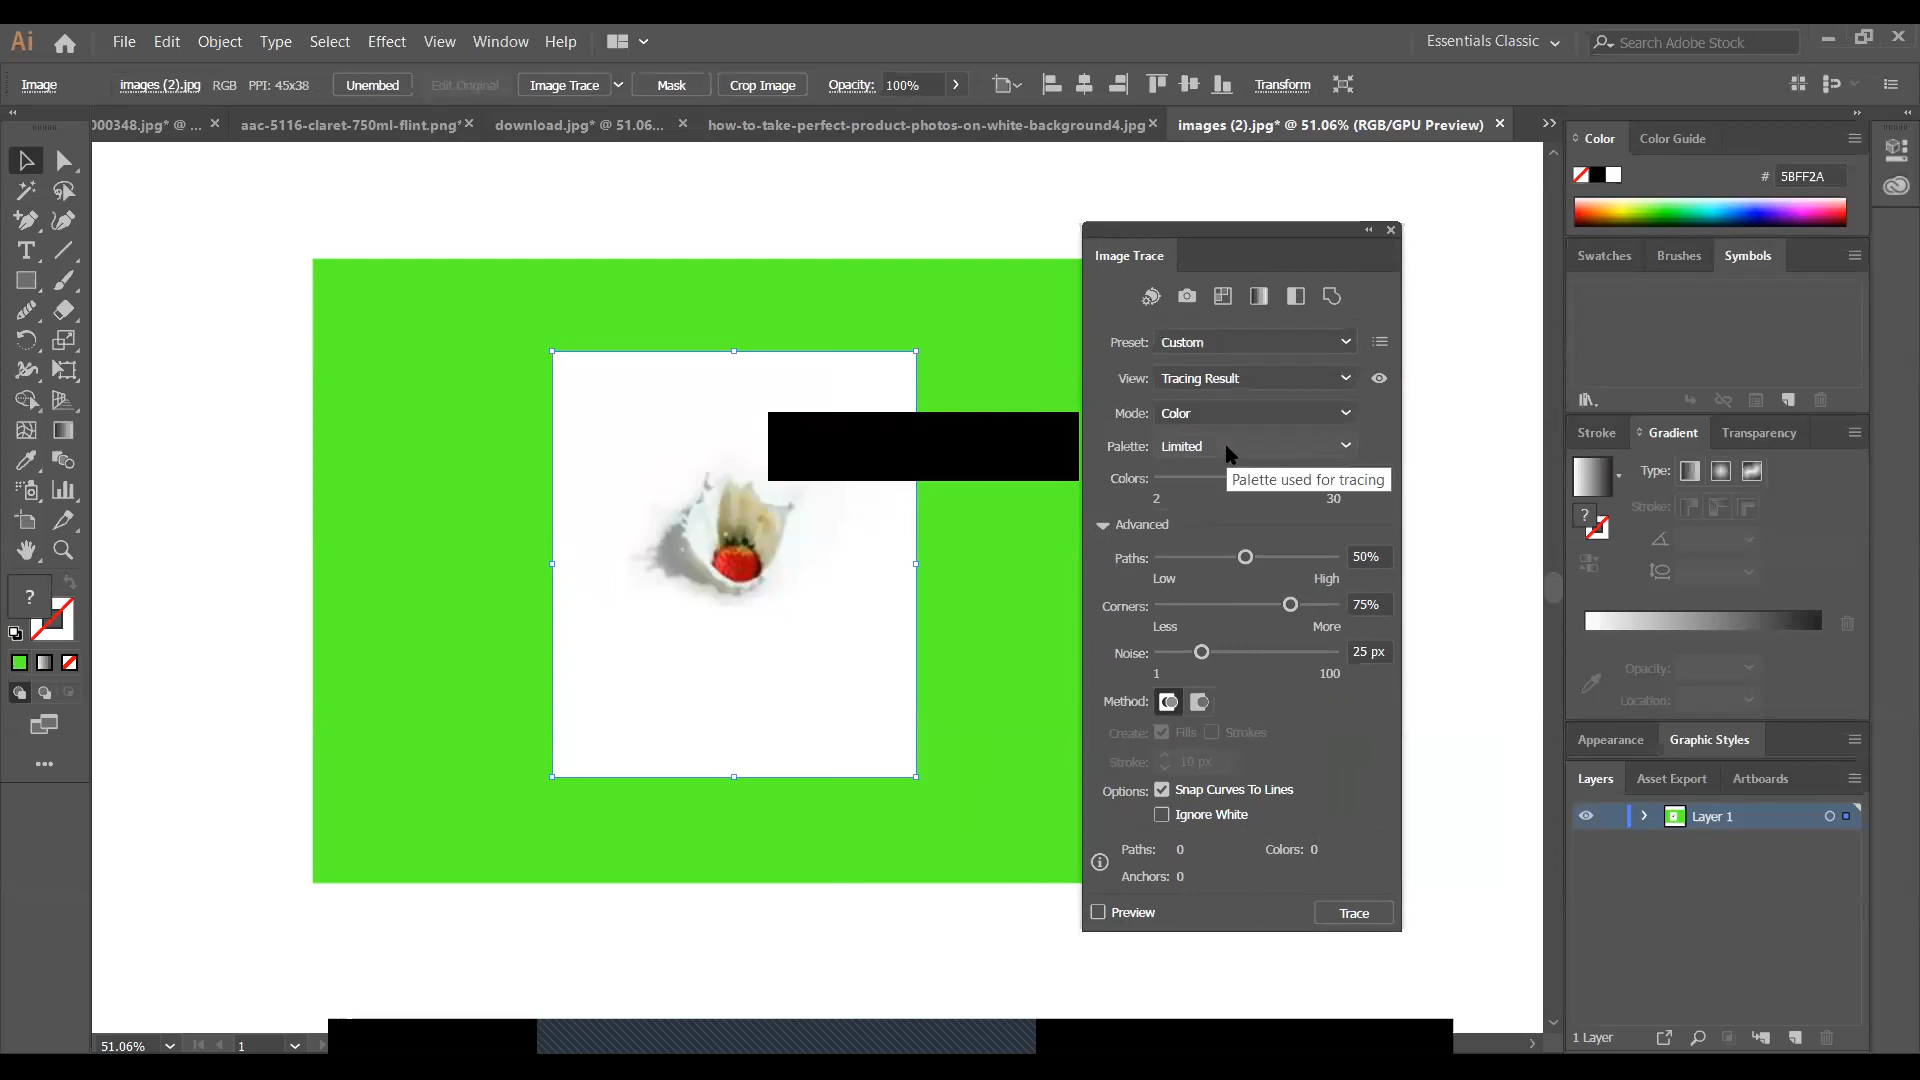 Ai File Edit Object Type Select Effect View Window Help Essentials Classic Search Adobe Stock
Image images (2).jpg RGB PPI: 45x38 Unembed Edit Original Image Trace Mask Crop Image Opacity: 100% Transform
000348.jpg* @ ... aac-5116-claret-750ml-flint.png* download.jpg* @ 51.06... how-to-take-perfect-product-photos-on-white-background4.jpg images (2).jpg* @ 51.06% (RGB/GPU Preview)
Color Color Guide
# 5BFF2A
Swatches Brushes Symbols
Image Trace
Preset: Custom
View: Tracing Result
Mode: Color
Palette: Limited
Palette used for tracing
Colors:
2 30
Advanced
Paths: 50%
Low High
Corners: 75%
Less More
Noise: 25 px
1 100
Method:
Create: Fills Strokes
Stroke: 10 px
Options: Snap Curves To Lines
Ignore White
Paths: 0 Colors: 0
Anchors: 0
Preview Trace
Stroke Gradient Transparency
Type:
Stroke:
Opacity:
Location:
Appearance Graphic Styles
Layers Asset Export Artboards
Layer 1
1 Layer
51.06% 1